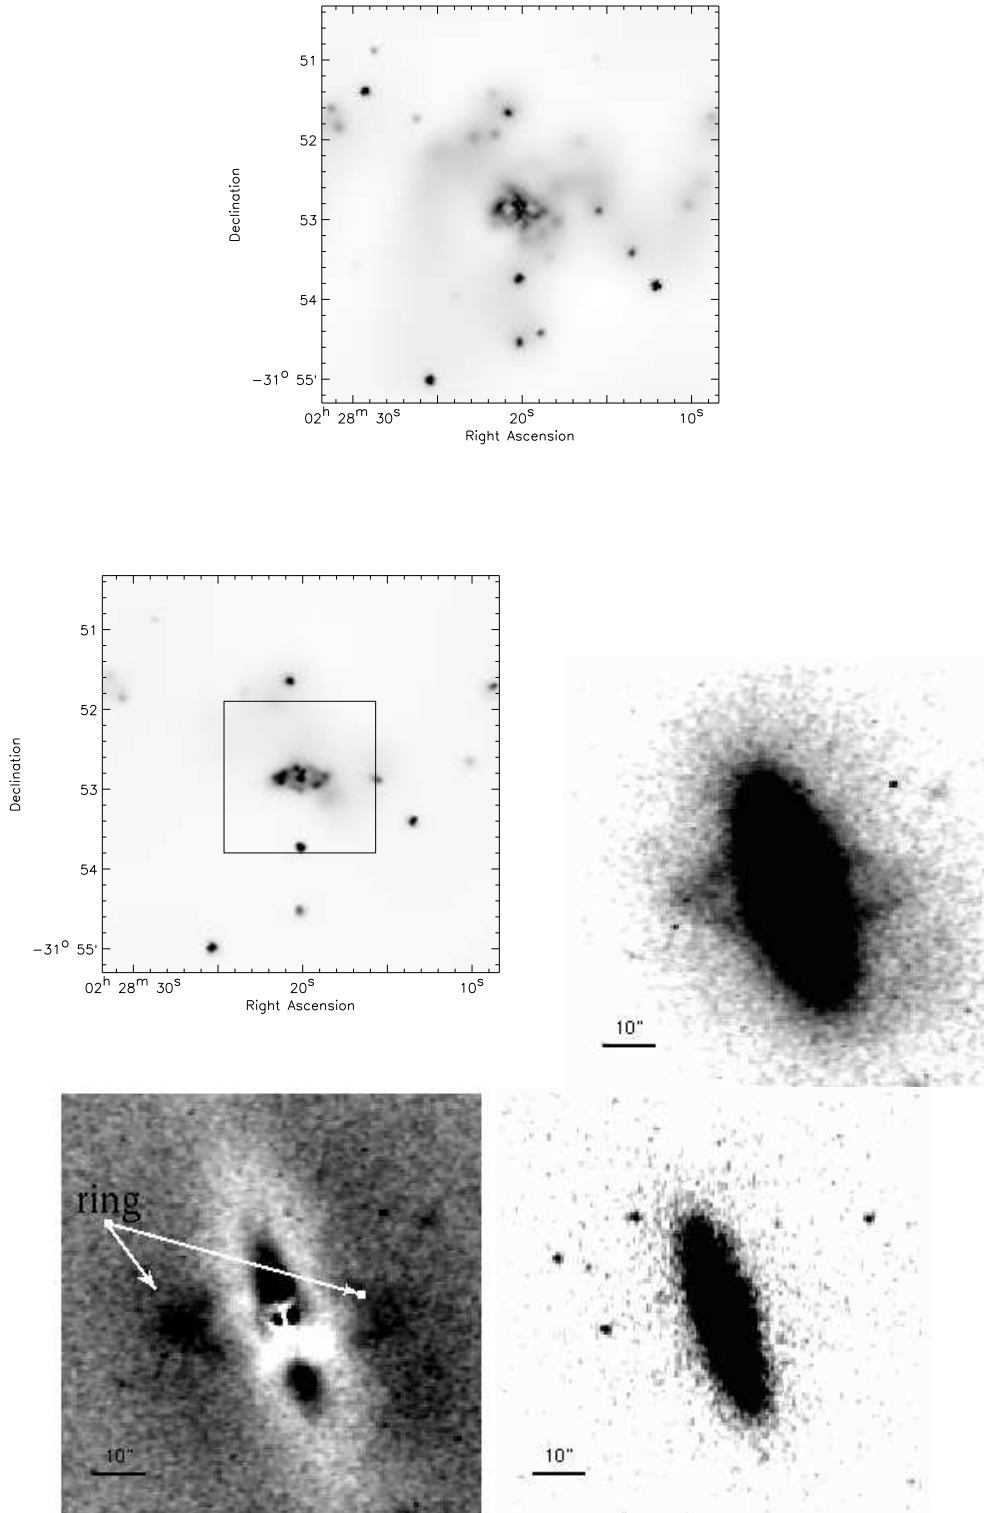 51
52
53
54
−31° 55'
Declination
02ʰ 28ᵐ 30ˢ 20ˢ 10ˢ
Right Ascension
51
52
53
54
−31° 55'
Declination
02ʰ 28ᵐ 30ˢ 20ˢ 10ˢ
Right Ascension
10"
ring
10"
10"